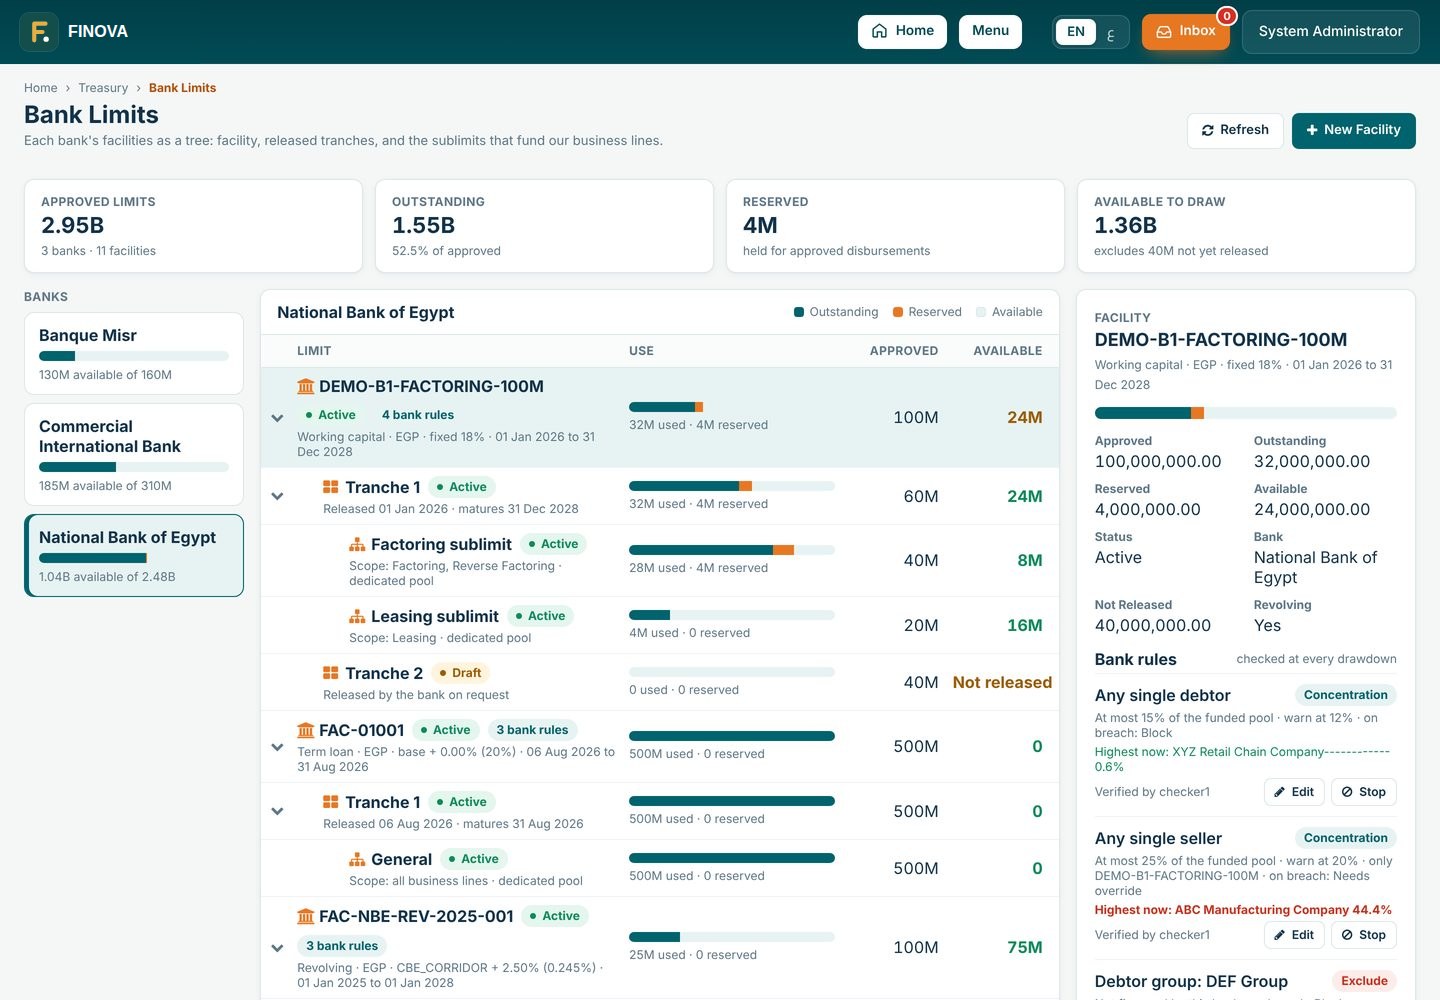 FINOVA
Home
Menu
EN
ع
Inbox
0
System Administrator
Home › Treasury › Bank Limits
Bank Limits
Each bank's facilities as a tree: facility, released tranches, and the sublimits that fund our business lines.
Refresh
New Facility
APPROVED LIMITS
2.95B
3 banks · 11 facilities
OUTSTANDING
1.55B
52.5% of approved
RESERVED
4M
held for approved disbursements
AVAILABLE TO DRAW
1.36B
excludes 40M not yet released
BANKS
Banque Misr
130M available of 160M
Commercial
International Bank
185M available of 310M
National Bank of Egypt
1.04B available of 2.48B
National Bank of Egypt
Outstanding Reserved Available
LIMIT USE APPROVED AVAILABLE
DEMO-B1-FACTORING-100M
Active 4 bank rules
Working capital · EGP · fixed 18% · 01 Jan 2026 to 31
Dec 2028
32M used · 4M reserved
100M
24M
Tranche 1 Active
Released 01 Jan 2026 · matures 31 Dec 2028
32M used · 4M reserved
60M
24M
Factoring sublimit Active
Scope: Factoring, Reverse Factoring ·
dedicated pool
28M used · 4M reserved
40M
8M
Leasing sublimit Active
Scope: Leasing · dedicated pool
4M used · 0 reserved
20M
16M
Tranche 2 Draft
Released by the bank on request
0 used · 0 reserved
40M
Not released
FAC-01001 Active 3 bank rules
Term loan · EGP · base + 0.00% (20%) · 06 Aug 2026 to
31 Aug 2026
500M used · 0 reserved
500M
0
Tranche 1 Active
Released 06 Aug 2026 · matures 31 Aug 2026
500M used · 0 reserved
500M
0
General Active
Scope: all business lines · dedicated pool
500M used · 0 reserved
500M
0
FAC-NBE-REV-2025-001 Active
3 bank rules
Revolving · EGP · CBE_CORRIDOR + 2.50% (0.245%) ·
01 Jan 2025 to 01 Jan 2028
25M used · 0 reserved
100M
75M
FACILITY
DEMO-B1-FACTORING-100M
Working capital · EGP · fixed 18% · 01 Jan 2026 to 31
Dec 2028
Approved Outstanding
100,000,000.00 32,000,000.00
Reserved Available
4,000,000.00 24,000,000.00
Status Bank
Active National Bank of
Egypt
Not Released Revolving
40,000,000.00 Yes
Bank rules checked at every drawdown
Any single debtor Concentration
At most 15% of the funded pool · warn at 12% · on
breach: Block
Highest now: XYZ Retail Chain Company------------
0.6%
Verified by checker1 Edit Stop
Any single seller Concentration
At most 25% of the funded pool · warn at 20% · only
DEMO-B1-FACTORING-100M · on breach: Needs
override
Highest now: ABC Manufacturing Company 44.4%
Verified by checker1 Edit Stop
Debtor group: DEF Group Exclude